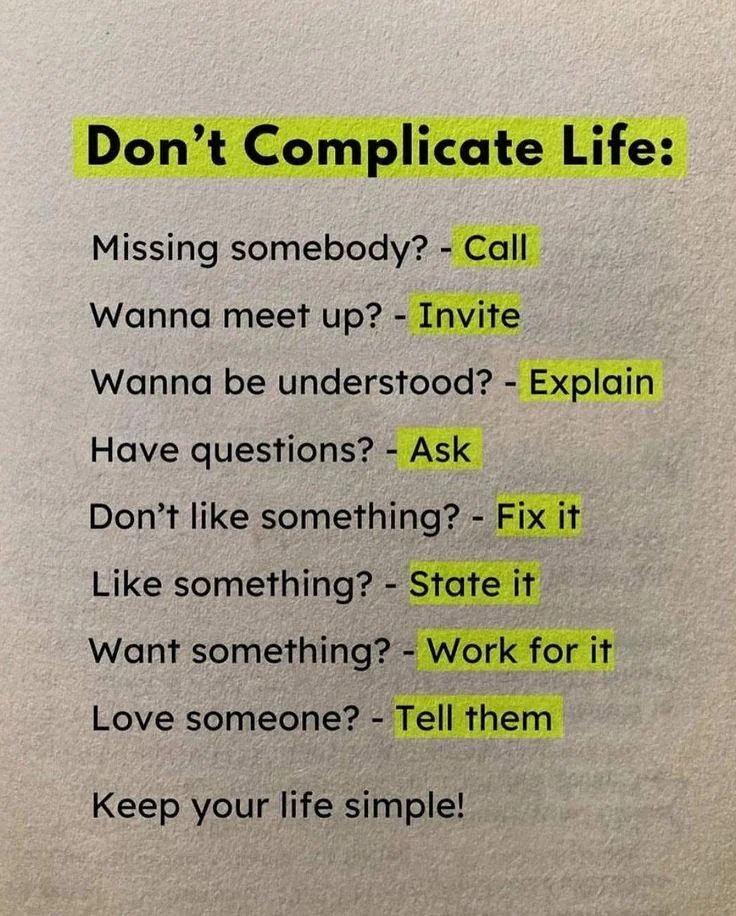 Don’t Complicate Life:
Missing somebody? - Call
Wanna meet up? - Invite
Wanna be understood? - Explain
Have questions? - Ask
Don’t like something? - Fix it
Like something? - State it
Want something? - Work for it
Love someone? - Tell them
Keep your life simple!